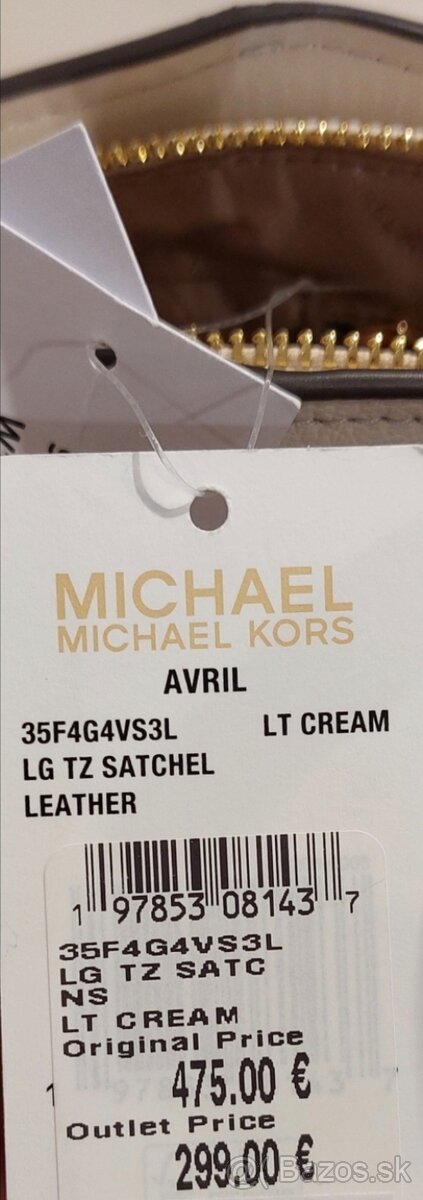 MICHAEL
MICHAEL KORS
AVRIL
35F4G4VS3L LT CREAM
LG TZ SATCHEL
LEATHER
1 97853 08143 7
35F4G4VS3L
LG TZ SATC
NS
LT CREAM
Original Price
475.00 €
Outlet Price
299.00 €
Bazos.sk